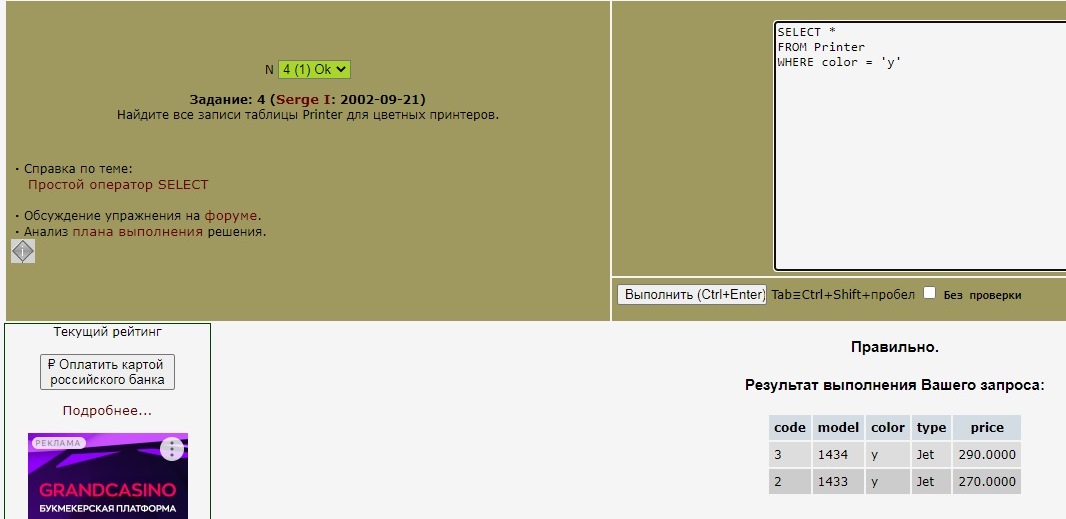 N 4 (1) Ok
Задание: 4 (Serge I: 2002-09-21)
Найдите все записи таблицы Printer для цветных принтеров.
· Справка по теме:
Простой оператор SELECT
· Обсуждение упражнения на форуме.
· Анализ плана выполнения решения.
i
SELECT *
FROM Printer
WHERE color = 'y'
Выполнить (Ctrl+Enter) Tab≡Ctrl+Shift+пробел Без проверки
Текущий рейтинг
₽ Оплатить картой
российского банка
Подробнее...
РЕКЛАМА
GRANDCASINO
БУКМЕКЕРСКАЯ ПЛАТФОРМА
Правильно.
Результат выполнения Вашего запроса:
code model color type price
3 1434 y Jet 290.0000
2 1433 y Jet 270.0000